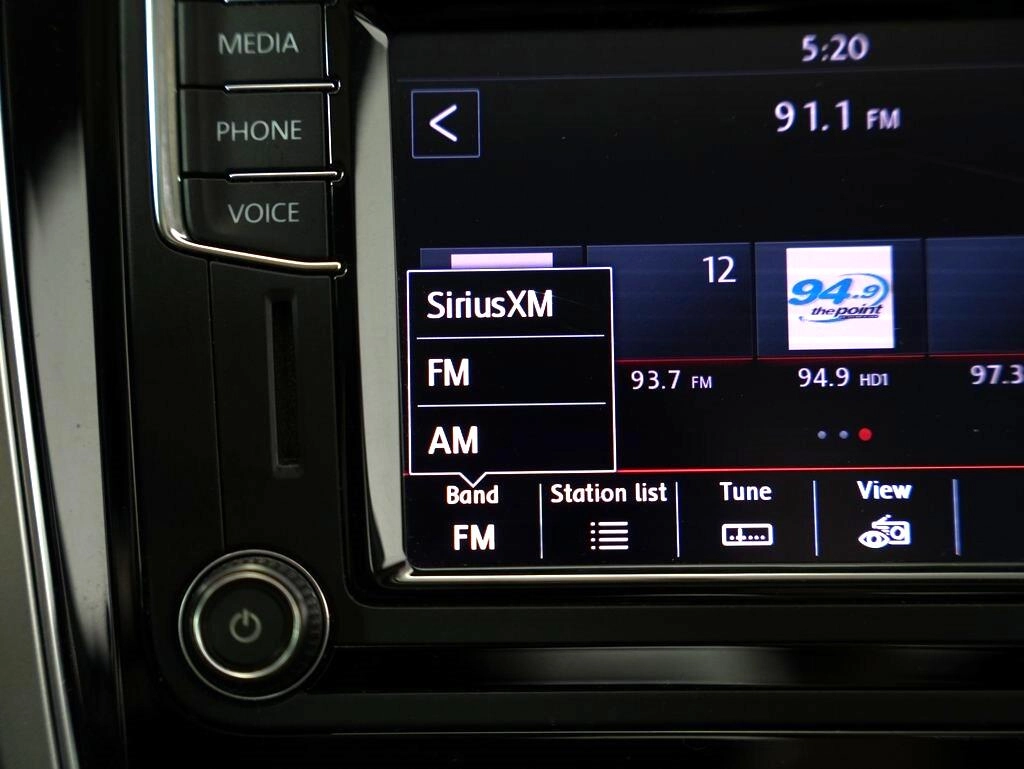 MEDIA
PHONE
VOICE
5:20
91.1 FM
12
94.9
the point
93.7 FM
94.9 HD1
97.3
SiriusXM
FM
AM
Band
FM
Station list
Tune
View